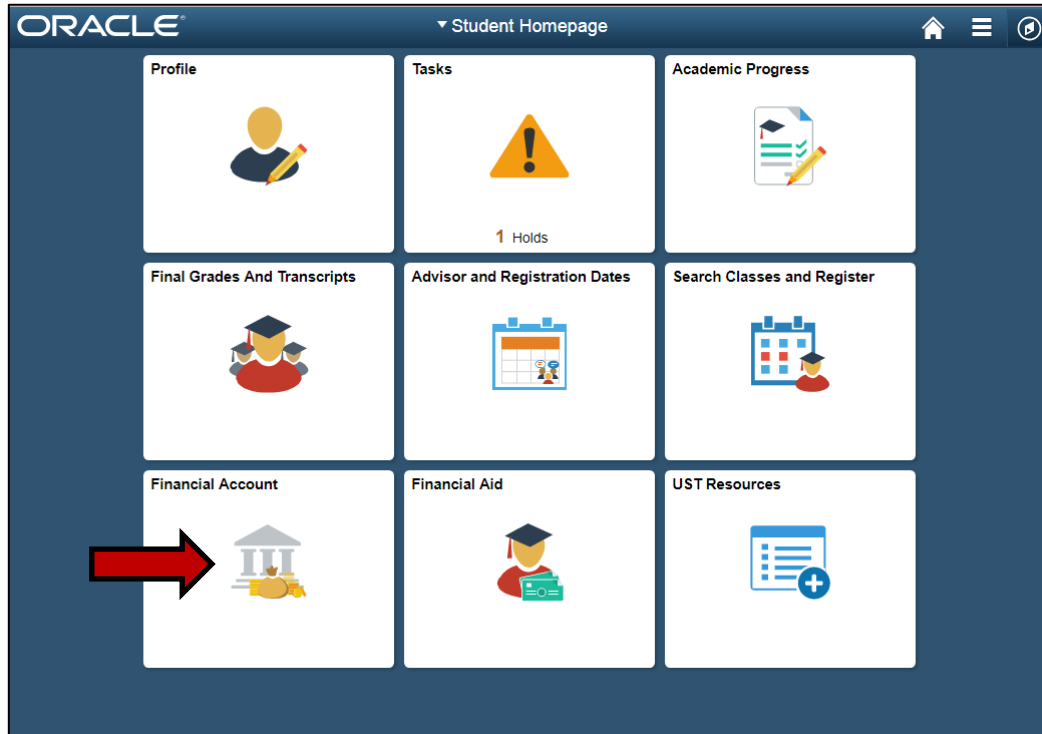 ORACLE®
Student Homepage
Profile
Tasks
Academic Progress
1 Holds
Final Grades And Transcripts
Advisor and Registration Dates
Search Classes and Register
Financial Account
Financial Aid
UST Resources